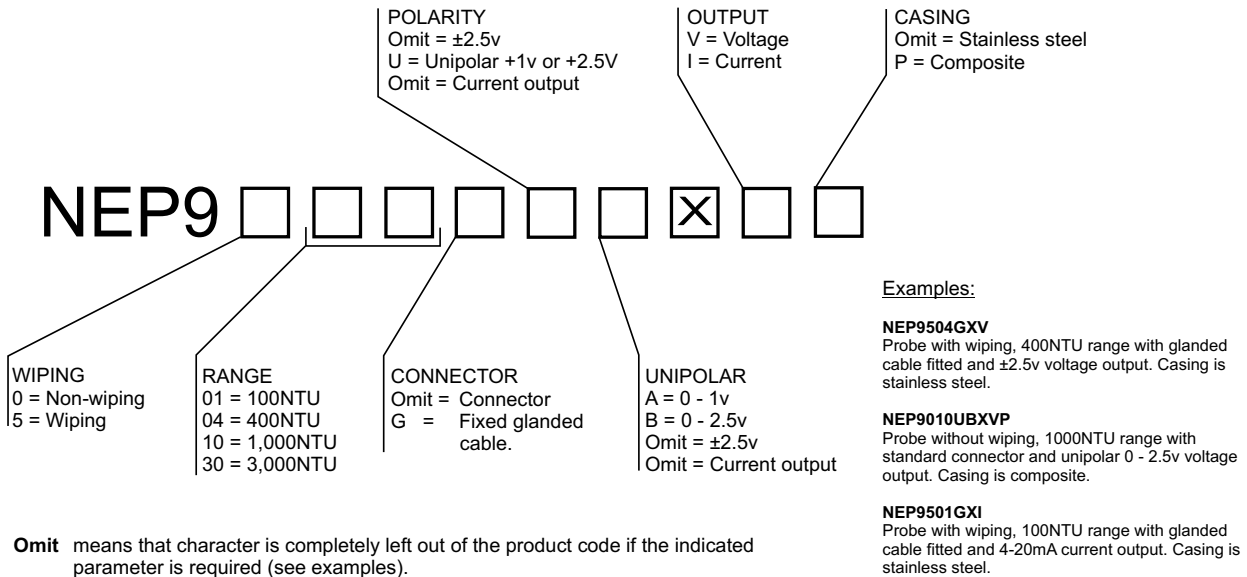 POLARITY
Omit = ±2.5v
U = Unipolar +1v or +2.5V
Omit = Current output
OUTPUT
V = Voltage
I = Current
CASING
Omit = Stainless steel
P = Composite
NEP9 X
WIPING
0 = Non-wiping
5 = Wiping
RANGE
01 = 100NTU
04 = 400NTU
10 = 1,000NTU
30 = 3,000NTU
CONNECTOR
Omit = Connector
G = Fixed glanded
cable.
UNIPOLAR
A = 0 - 1v
B = 0 - 2.5v
Omit = ±2.5v
Omit = Current output
Examples:
NEP9504GXV
Probe with wiping, 400NTU range with glanded
cable fitted and ±2.5v voltage output. Casing is
stainless steel.
NEP9010UBXVP
Probe without wiping, 1000NTU range with
standard connector and unipolar 0 - 2.5v voltage
output. Casing is composite.
NEP9501GXI
Probe with wiping, 100NTU range with glanded
cable fitted and 4-20mA current output. Casing is
stainless steel.
Omit means that character is completely left out of the product code if the indicated
parameter is required (see examples).